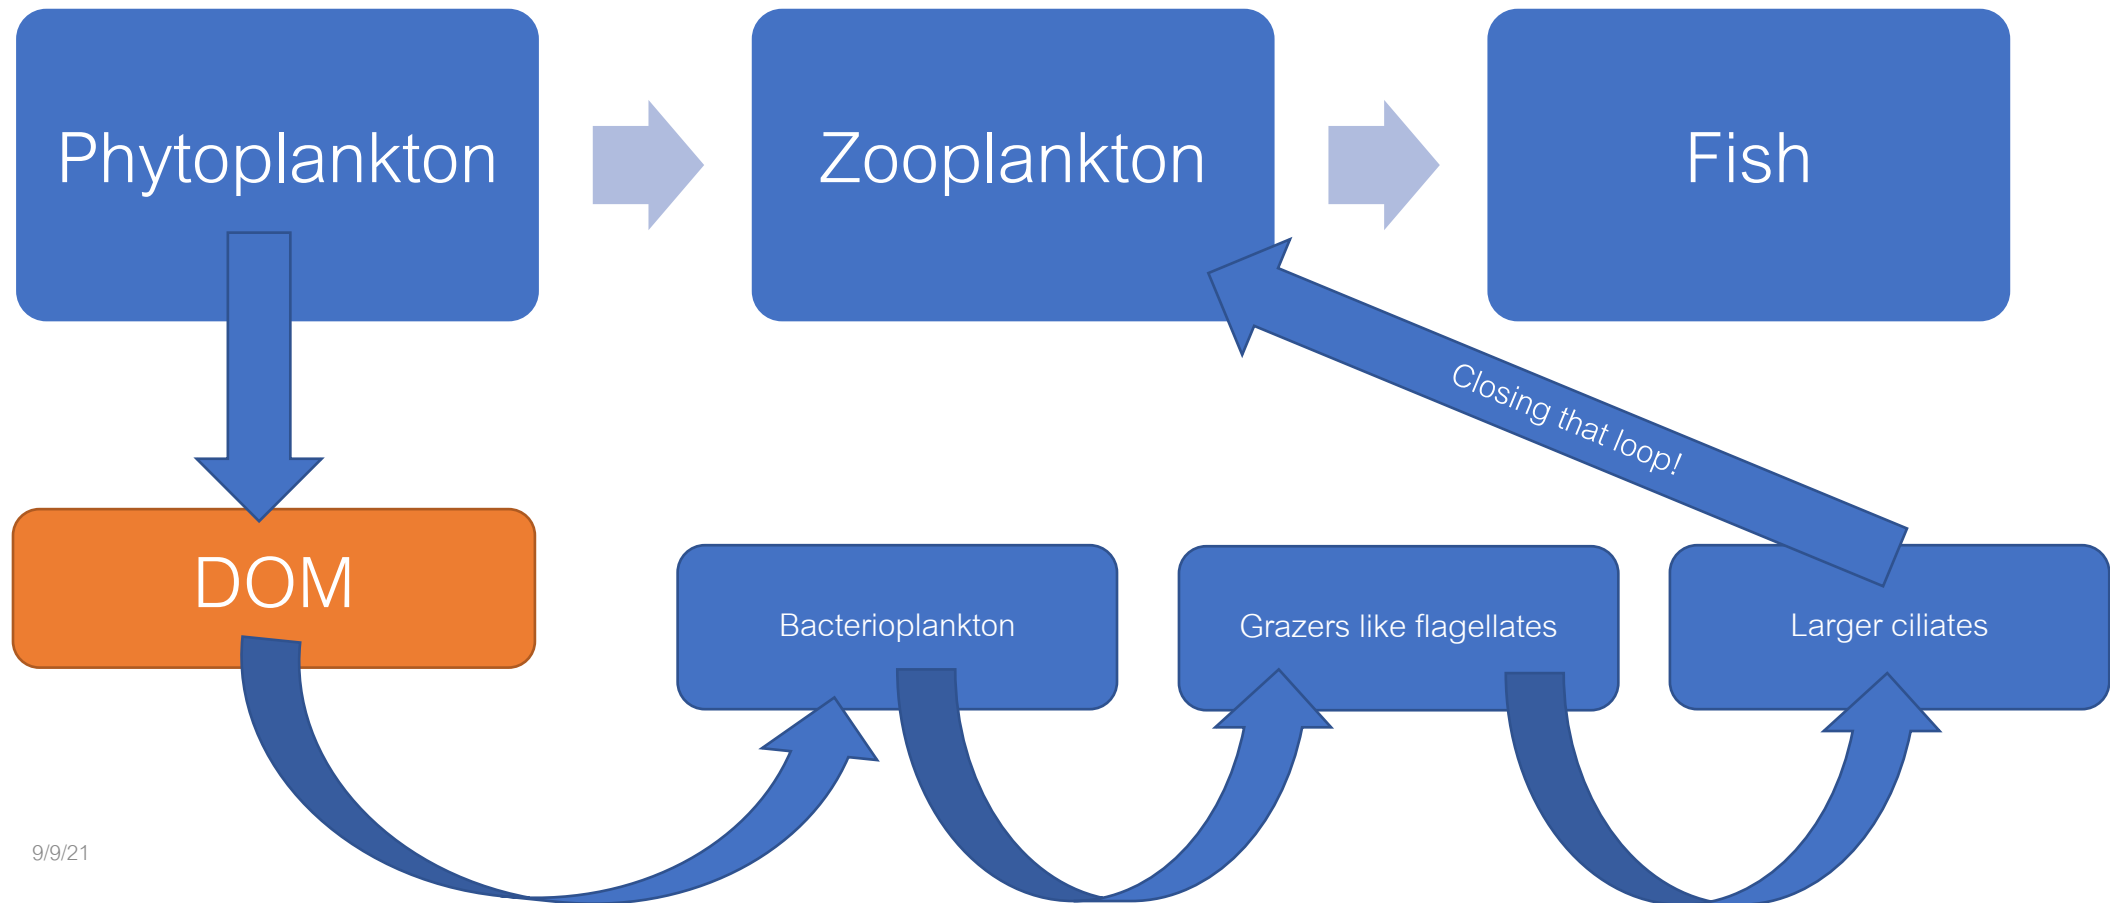 Phytoplankton
Zooplankton
Fish
Closing that loop!
DOM
Bacterioplankton
Grazers like flagellates
Larger ciliates
9/9/21